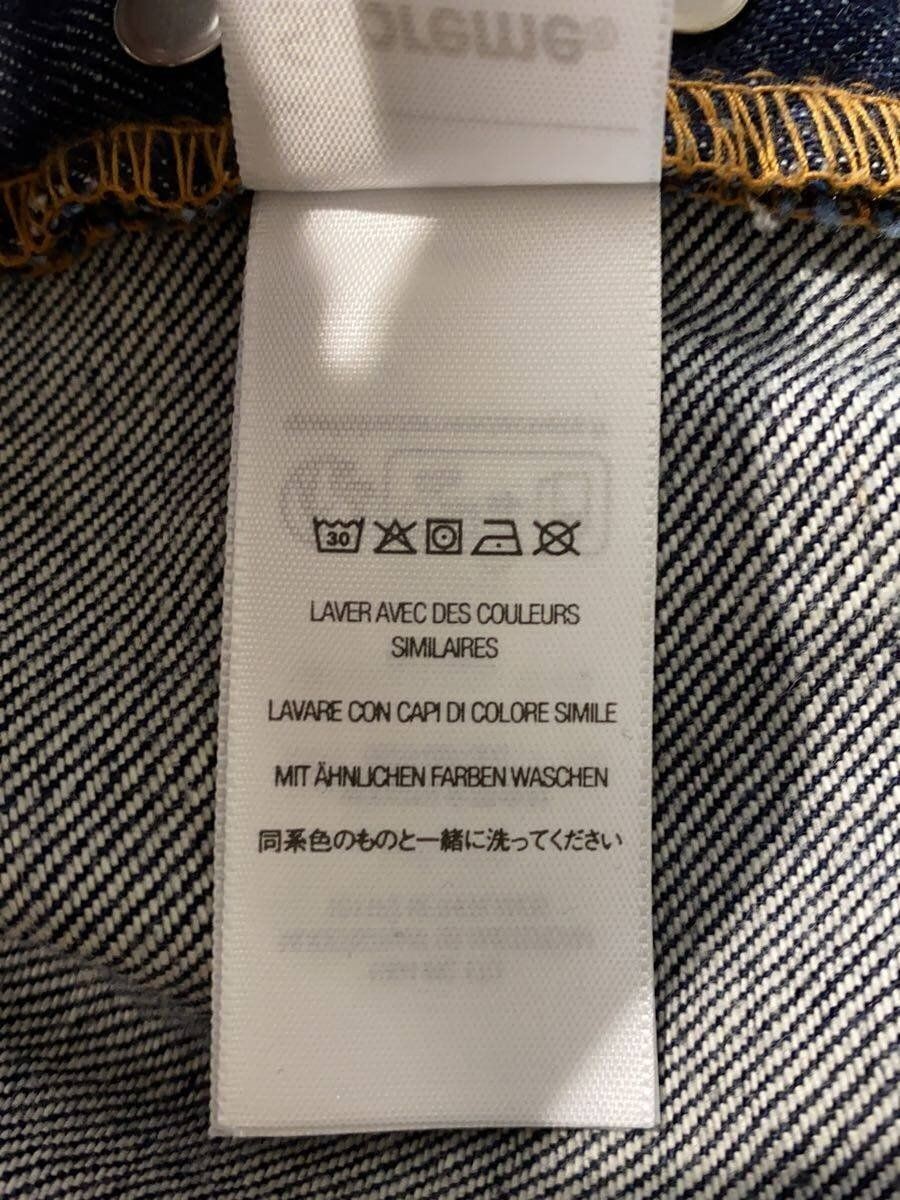 30
LAVER AVEC DES COULEURS
SIMILAIRES
LAVARE CON CAPI DI COLORE SIMILE
MIT ÄHNLICHEN FARBEN WASCHEN
同系色のものと一緒に洗ってください